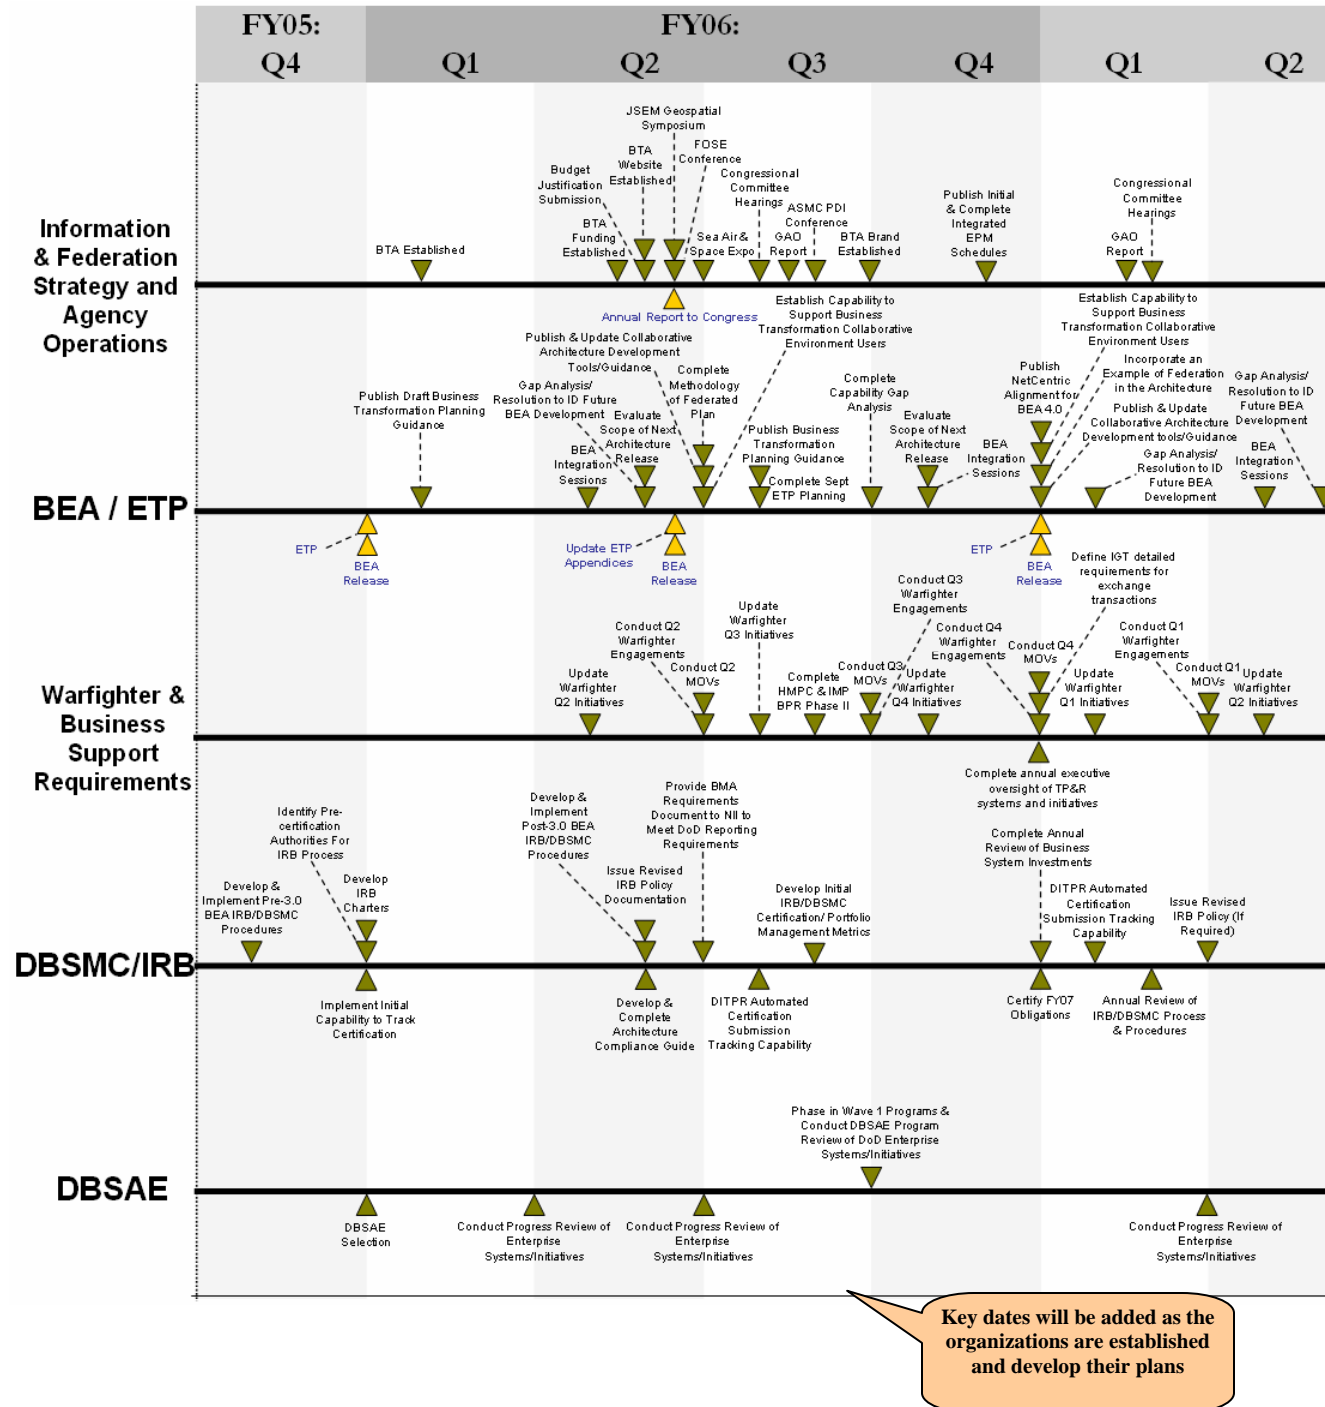 FY05:
FY06:
Q4
Q1
Q2
Q3
Q4
Q1
Q2
Information
& Federation
Strategy and
Agency
Operations
BTA Established
Budget
Justification
Submission
BTA
Funding
Established
BTA
Website
Established
JSEM Geospatial
Symposium
FOSE
Conference
Sea Air &
Space Expo
Congressional
Committee
Hearings
GAO
Report
ASMC PDI
Conference
BTA Brand
Established
Publish Initial
& Complete
Integrated
EPM
Schedules
GAO
Report
Congressional
Committee
Hearings
Annual Report to Congress
BEA / ETP
Publish Draft Business
Transformation Planning
Guidance
Gap Analysis/
Resolution to ID Future
BEA Development
BEA
Integration
Sessions
Publish & Update Collaborative
Architecture Development
Tools/Guidance
Evaluate
Scope of Next
Architecture
Release
Complete
Methodology
of Federated
Plan
Establish Capability to
Support Business
Transformation Collaborative
Environment Users
Publish Business
Transformation
Planning Guidance
Complete Sept
ETP Planning
Complete
Capability Gap
Analysis
Evaluate
Scope of Next
Architecture
Release
BEA
Integration
Sessions
Publish
NetCentric
Alignment for
BEA 4.0
Establish Capability to
Support Business
Transformation Collaborative
Environment Users
Incorporate an
Example of Federation
in the Architecture
Publish & Update
Collaborative Architecture
Development tools/Guidance
Gap Analysis/
Resolution to ID
Future BEA
Development
Gap Analysis/
Resolution to ID
Future BEA
Development
BEA
Integration
Sessions
ETP
BEA
Release
Update ETP
Appendices
BEA
Release
ETP
BEA
Release
Warfighter &
Business
Support
Requirements
Update
Warfighter
Q2 Initiatives
Conduct Q2
Warfighter
Engagements
Conduct Q2
MOVs
Update
Warfighter
Q3 Initiatives
Complete
HMPC & IMP
BPR Phase II
Conduct Q3
MOVs
Conduct Q3
Warfighter
Engagements
Update
Warfighter
Q4 Initiatives
Conduct Q4
Warfighter
Engagements
Conduct Q4
MOVs
Define IGT detailed
requirements for
exchange
transactions
Update
Warfighter
Q1 Initiatives
Conduct Q1
Warfighter
Engagements
Conduct Q1
MOVs
Update
Warfighter
Q2 Initiatives
Complete annual executive
oversight of TP&R
systems and initiatives
DBSMC/IRB
Develop &
Implement Pre-3.0
BEA IRB/DBSMC
Procedures
Identify Pre-
certification
Authorities For
IRB Process
Develop
IRB
Charters
Develop &
Implement
Post-3.0 BEA
IRB/DBSMC
Procedures
Issue Revised
IRB Policy
Documentation
Provide BMA
Requirements
Document to NII to
Meet DoD Reporting
Requirements
Develop Initial
IRB/DBSMC
Certification/ Portfolio
Management Metrics
Complete Annual
Review of Business
System Investments
DITPR Automated
Certification
Submission Tracking
Capability
Issue Revised
IRB Policy (If
Required)
Implement Initial
Capability to Track
Certification
Develop &
Complete
Architecture
Compliance Guide
DITPR Automated
Certification
Submission
Tracking Capability
Certify FY07
Obligations
Annual Review of
IRB/DBSMC Process
& Procedures
DBSAE
Phase in Wave 1 Programs &
Conduct DBSAE Program
Review of DoD Enterprise
Systems/Initiatives
DBSAE
Selection
Conduct Progress Review of
Enterprise
Systems/Initiatives
Conduct Progress Review of
Enterprise
Systems/Initiatives
Conduct Progress Review of
Enterprise
Systems/Initiatives
Key dates will be added as the
organizations are established
and develop their plans